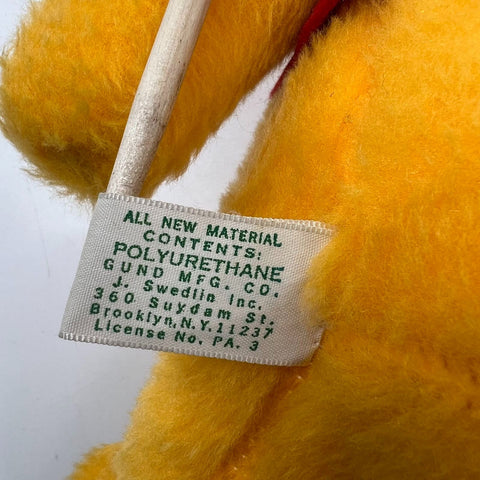 ALL NEW MATERIAL
CONTENTS:
POLYURETHANE
GUND MFG. CO.
J. Swedlin Inc.
360 Suydam St.
Brooklyn, N.Y. 11237
License No. PA. 3